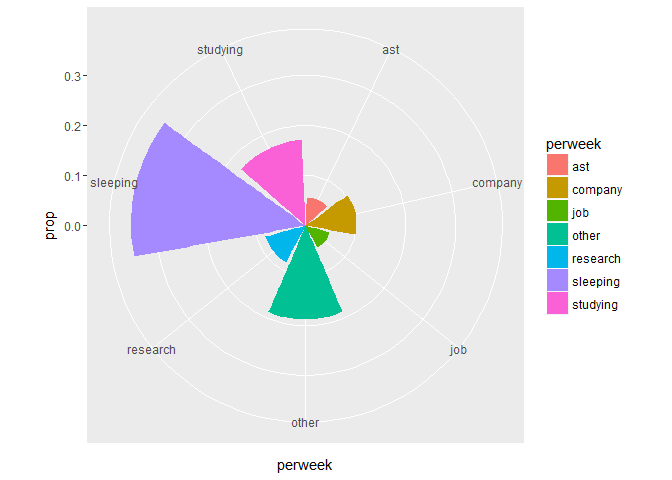 studying
ast
0.3
0.2
sleeping
company
0.1
prop
0.0
research
job
other
perweek
perweek
ast
company
job
other
research
sleeping
studying